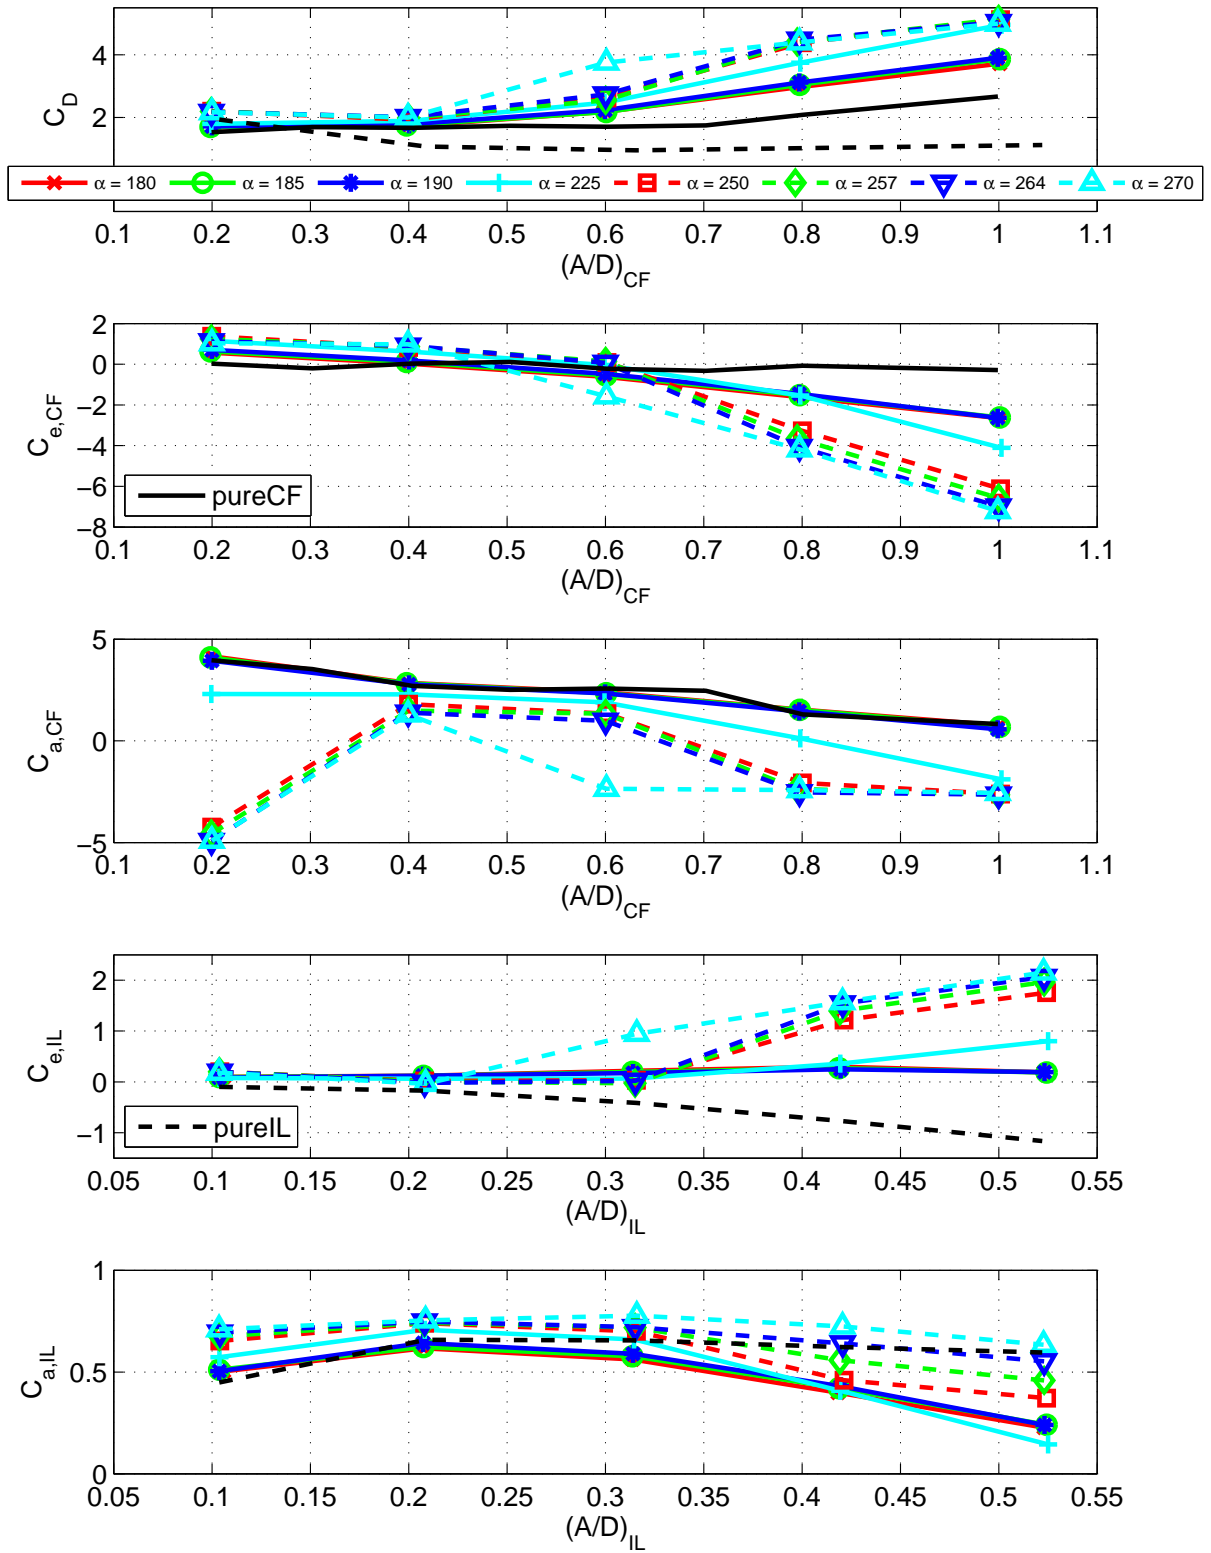 4
2
C_D
α = 180 α = 185 α = 190 α = 225 α = 250 α = 257 α = 264 α = 270
0.1 0.2 0.3 0.4 0.5 0.6 0.7 0.8 0.9 1 1.1
(A/D)_CF
2
0
−2
−4
−6
−8
C_e,CF
pureCF
0.1 0.2 0.3 0.4 0.5 0.6 0.7 0.8 0.9 1 1.1
(A/D)_CF
5
0
−5
C_a,CF
0.1 0.2 0.3 0.4 0.5 0.6 0.7 0.8 0.9 1 1.1
(A/D)_CF
2
1
0
−1
C_e,IL
pureIL
0.05 0.1 0.15 0.2 0.25 0.3 0.35 0.4 0.45 0.5 0.55
(A/D)_IL
1
0.5
0
C_a,IL
0.05 0.1 0.15 0.2 0.25 0.3 0.35 0.4 0.45 0.5 0.55
(A/D)_IL